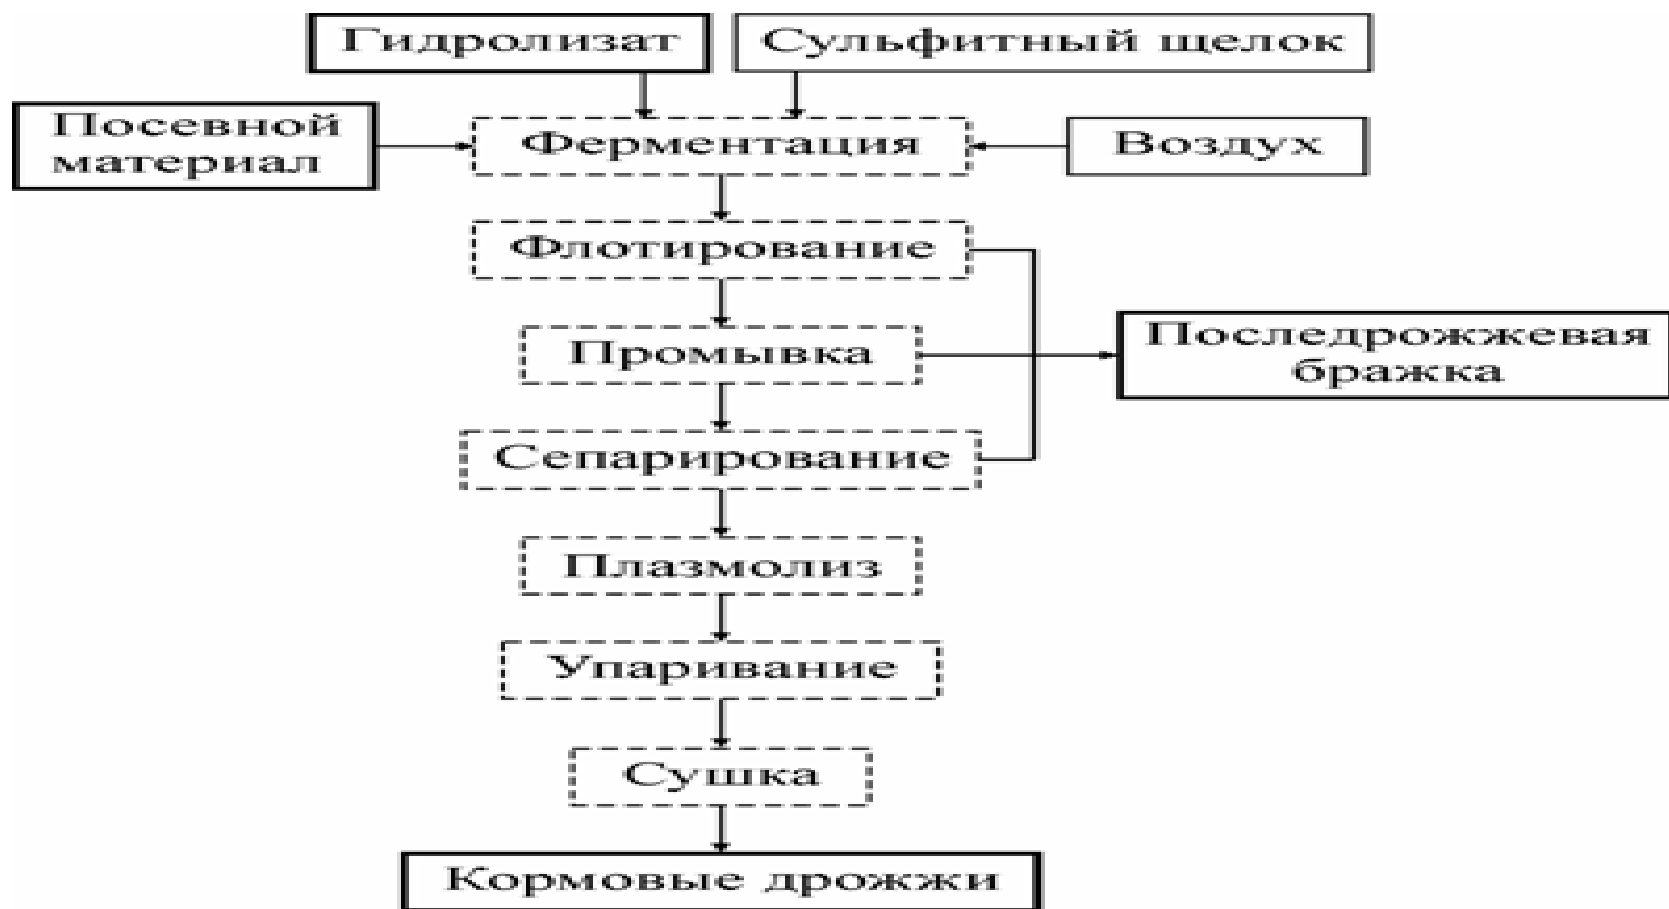 Гидролизат
Сульфитный щелок
Посевной
материал
Ферментация
Воздух
Флотирование
Промывка
Последрожжевая
бражка
Сепарирование
Плазмолиз
Упаривание
Сушка
Кормовые дрожжи